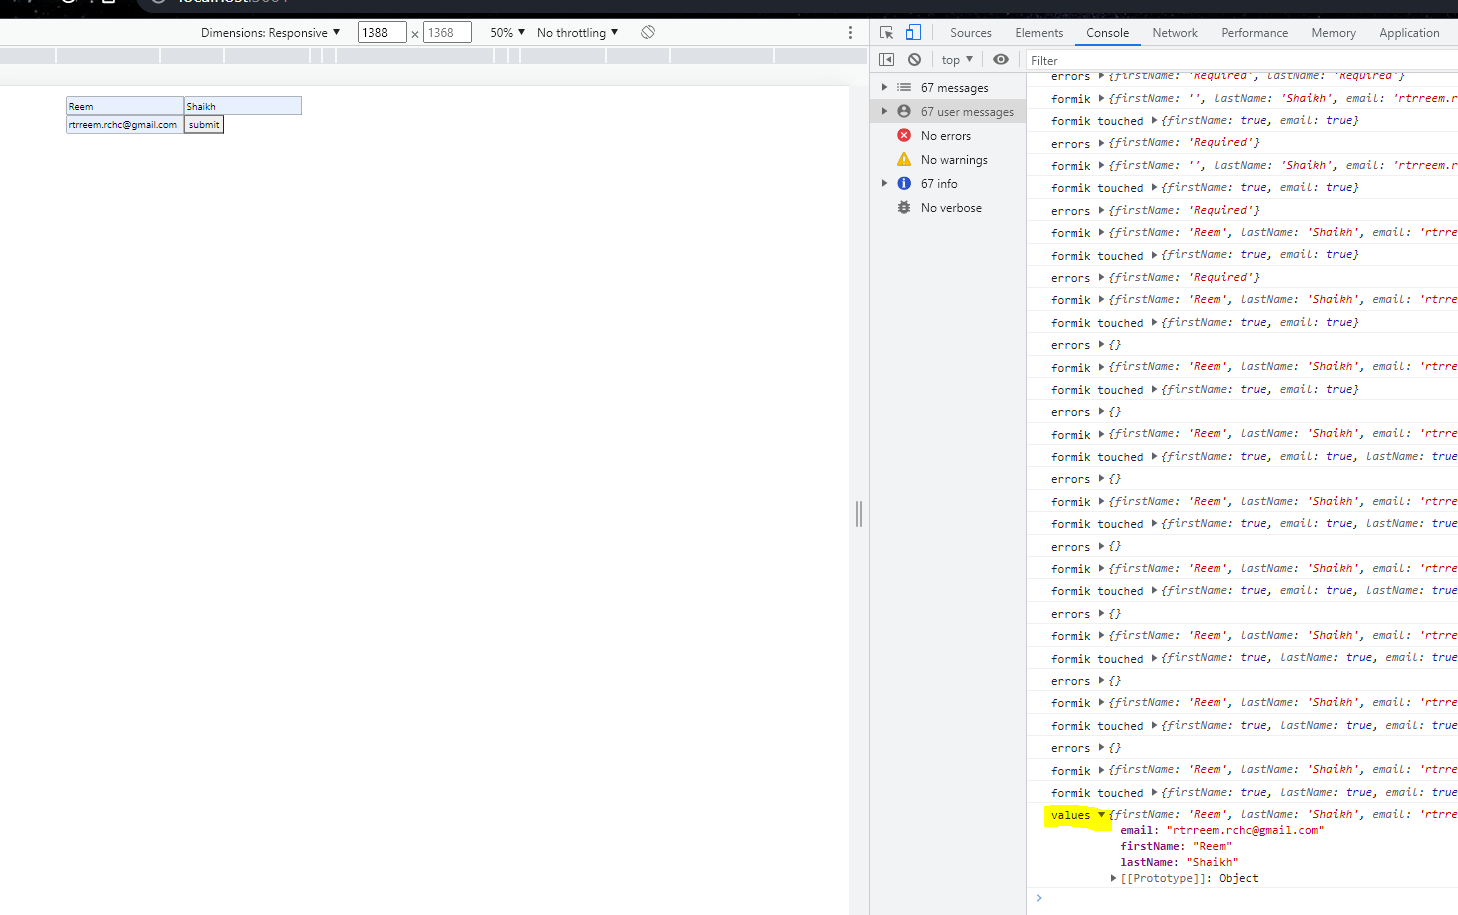 Dimensions: Responsive ▼ 1388 × 1368 50% ▼ No throttling ▼
Sources Elements Console Network Performance Memory Application
top ▼ Filter
67 messages
67 user messages
No errors
No warnings
67 info
No verbose
Reem Shaikh
rtrreem.rchc@gmail.com submit
errors ▶{firstName: 'Required', lastName: 'Required'}
formik ▶{firstName: '', lastName: 'Shaikh', email: 'rtrreem.r
formik touched ▶{firstName: true, email: true}
errors ▶{firstName: 'Required'}
formik ▶{firstName: '', lastName: 'Shaikh', email: 'rtrreem.r
formik touched ▶{firstName: true, email: true}
errors ▶{firstName: 'Required'}
formik ▶{firstName: 'Reem', lastName: 'Shaikh', email: 'rtrre
formik touched ▶{firstName: true, email: true}
errors ▶{firstName: 'Required'}
formik ▶{firstName: 'Reem', lastName: 'Shaikh', email: 'rtrre
formik touched ▶{firstName: true, email: true}
errors ▶{}
formik ▶{firstName: 'Reem', lastName: 'Shaikh', email: 'rtrre
formik touched ▶{firstName: true, email: true}
errors ▶{}
formik ▶{firstName: 'Reem', lastName: 'Shaikh', email: 'rtrre
formik touched ▶{firstName: true, email: true, lastName: true
errors ▶{}
formik ▶{firstName: 'Reem', lastName: 'Shaikh', email: 'rtrre
formik touched ▶{firstName: true, email: true, lastName: true
errors ▶{}
formik ▶{firstName: 'Reem', lastName: 'Shaikh', email: 'rtrre
formik touched ▶{firstName: true, email: true, lastName: true
errors ▶{}
formik ▶{firstName: 'Reem', lastName: 'Shaikh', email: 'rtrre
formik touched ▶{firstName: true, lastName: true, email: true
errors ▶{}
formik ▶{firstName: 'Reem', lastName: 'Shaikh', email: 'rtrre
formik touched ▶{firstName: true, lastName: true, email: true
errors ▶{}
formik ▶{firstName: 'Reem', lastName: 'Shaikh', email: 'rtrre
formik touched ▶{firstName: true, lastName: true, email: true
values ▼{firstName: 'Reem', lastName: 'Shaikh', email: 'rtrre
email: "rtrreem.rchc@gmail.com"
firstName: "Reem"
lastName: "Shaikh"
▶[[Prototype]]: Object